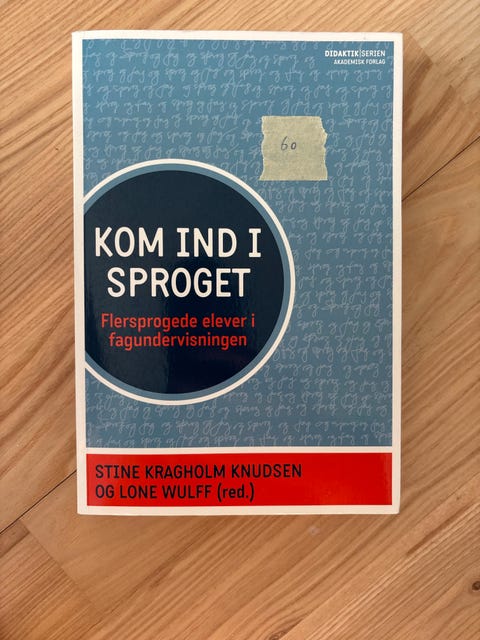 DIDAKTIK|SERIEN
AKADEMISK FORLAG
60
KOM IND I
SPROGET
Flersprogede elever i
fagundervisningen
STINE KRAGHOLM KNUDSEN
OG LONE WULFF (red.)